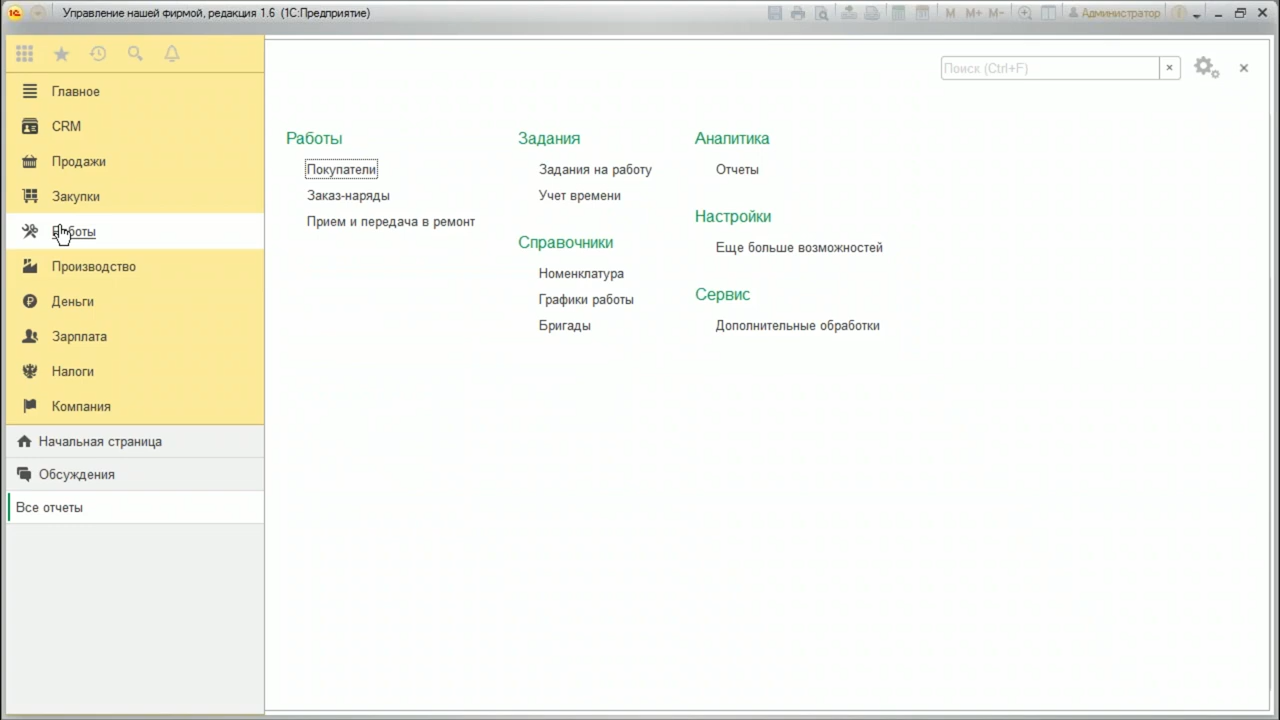 Управление нашей фирмой, редакция 1.6 (1С:Предприятие)
M M+ M- Администратор
Поиск (Ctrl+F)
Главное
CRM
Продажи
Закупки
Работы
Производство
Деньги
Зарплата
Налоги
Компания
Начальная страница
Обсуждения
Все отчеты
Работы
Покупатели
Заказ-наряды
Прием и передача в ремонт
Задания
Задания на работу
Учет времени
Справочники
Номенклатура
Графики работы
Бригады
Аналитика
Отчеты
Настройки
Еще больше возможностей
Сервис
Дополнительные обработки